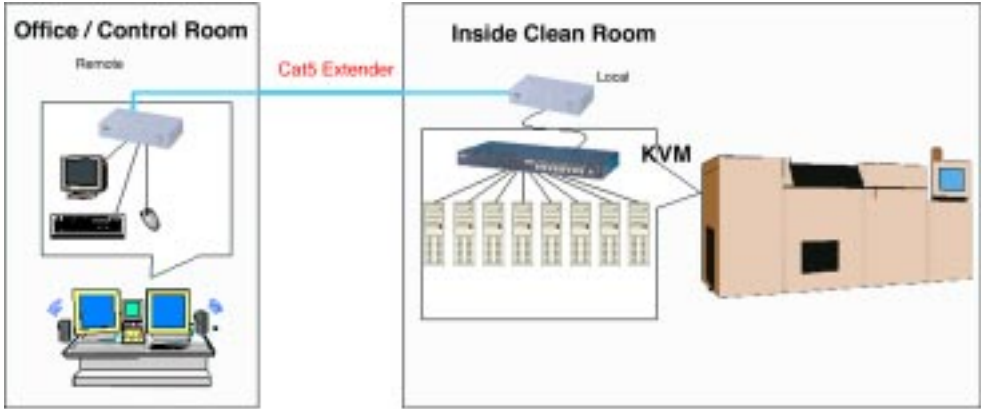 Office / Control Room
Remote
Cat5 Extender
Inside Clean Room
Local
KVM